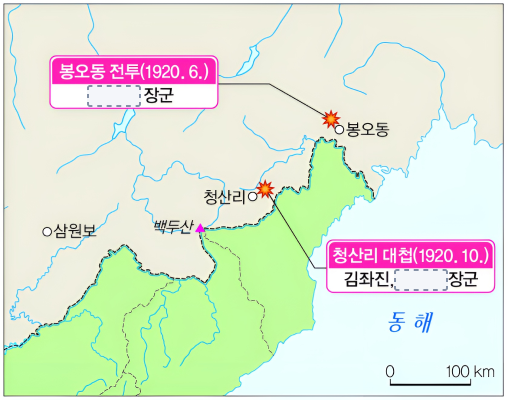 봉오동 전투(1920. 6.)
장군
봉오동
청산리
백두산
삼원보
청산리 대첩(1920. 10.)
김좌진, 장군
동해
0 100 km